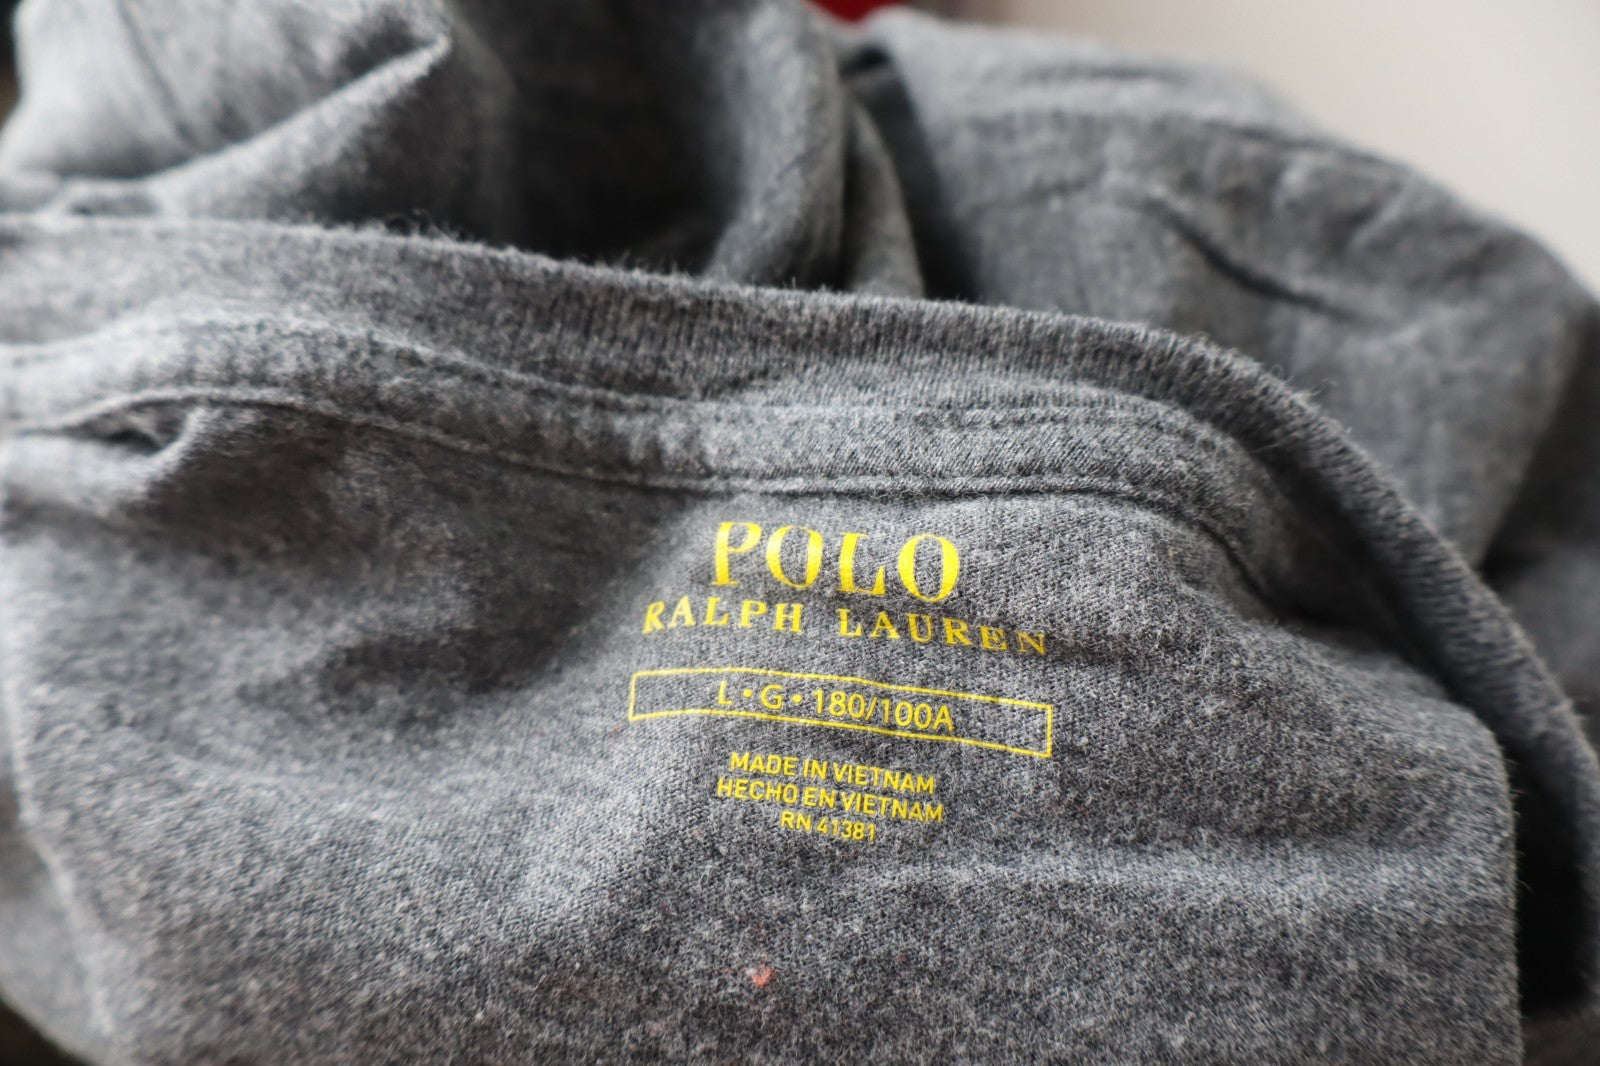 POLO
RALPH LAUREN
L • G • 180/100A
MADE IN VIETNAM
HECHO EN VIETNAM
RN 41381